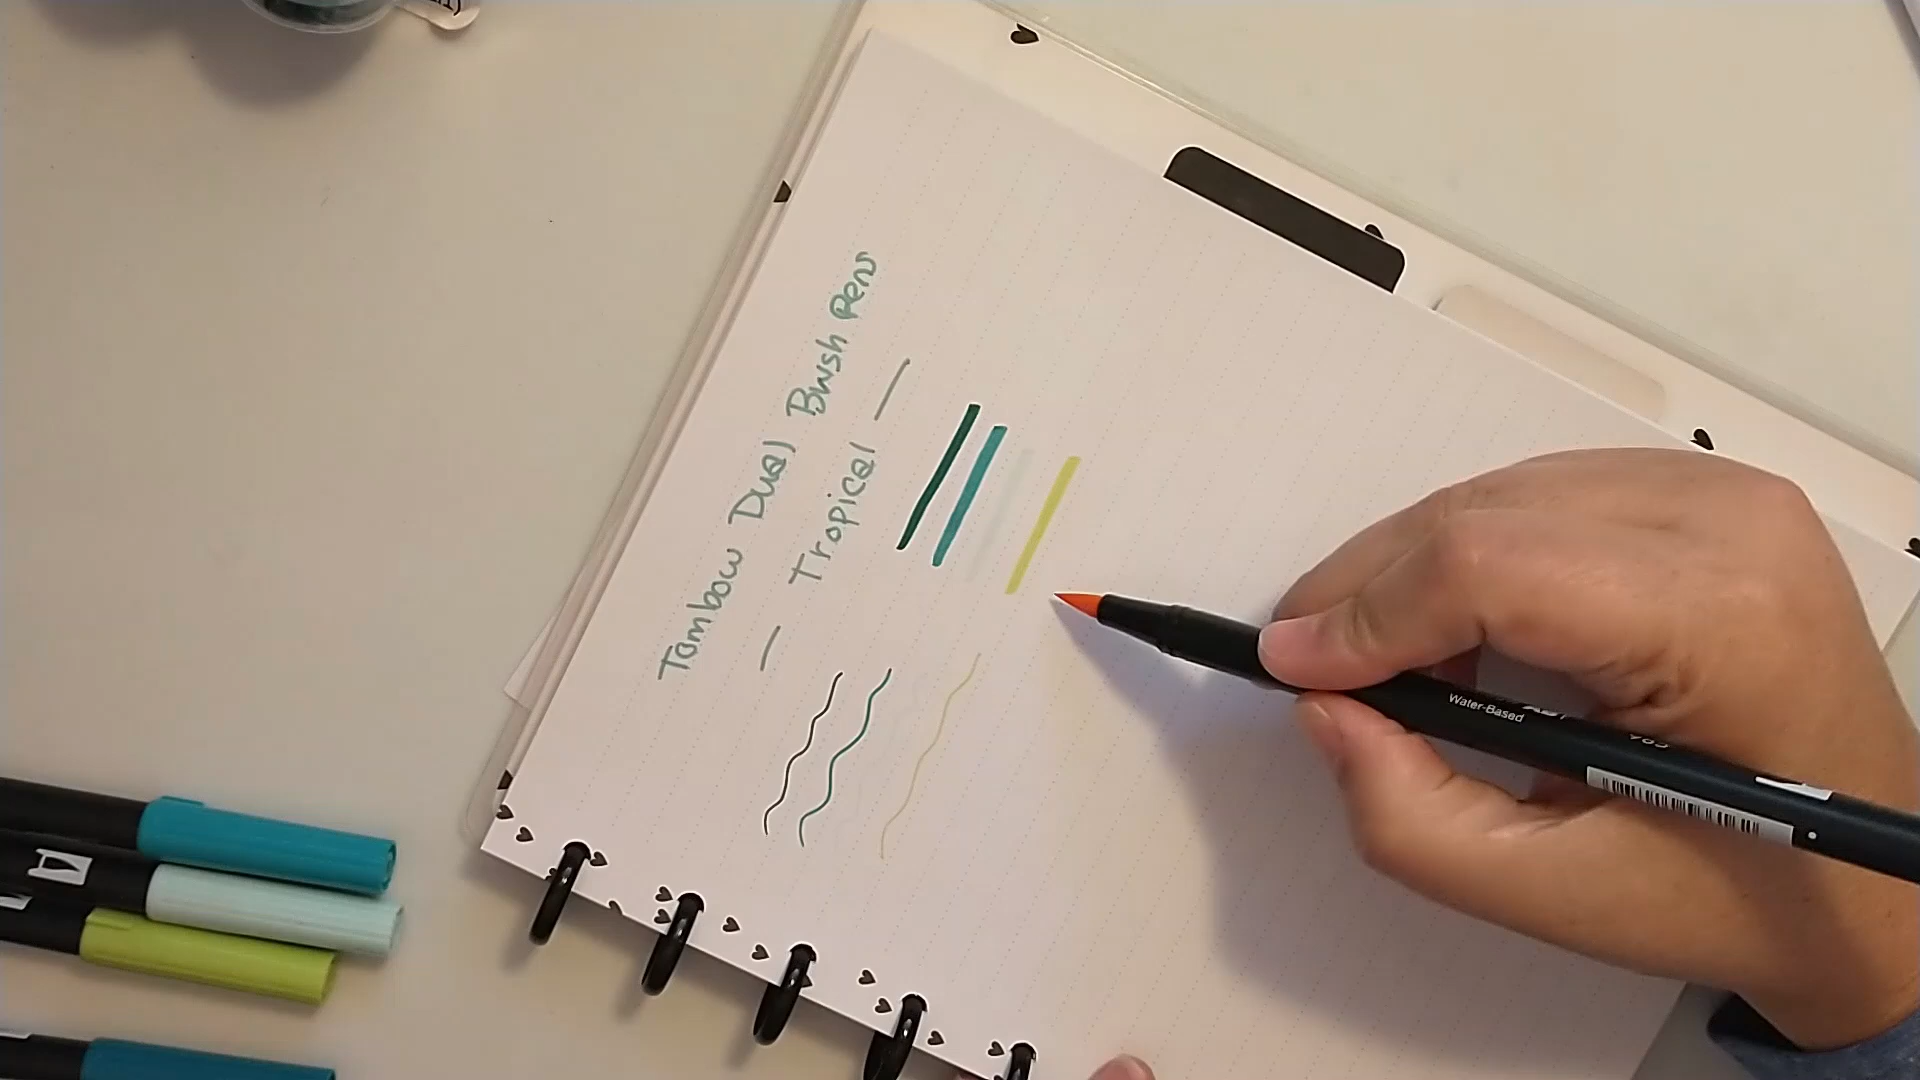 Tombow Dual Brush Pens
— Tropical —
Water-Based